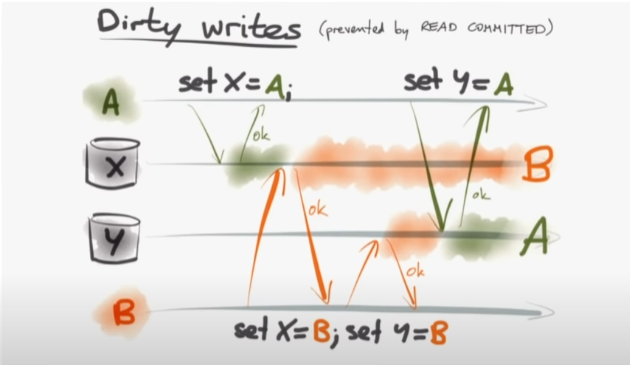 Dirty writes (prevented by READ COMMITTED)
set X=A; set Y=A
A
ok
X B
ok ok
Y A
ok
B
set X=B; set Y=B